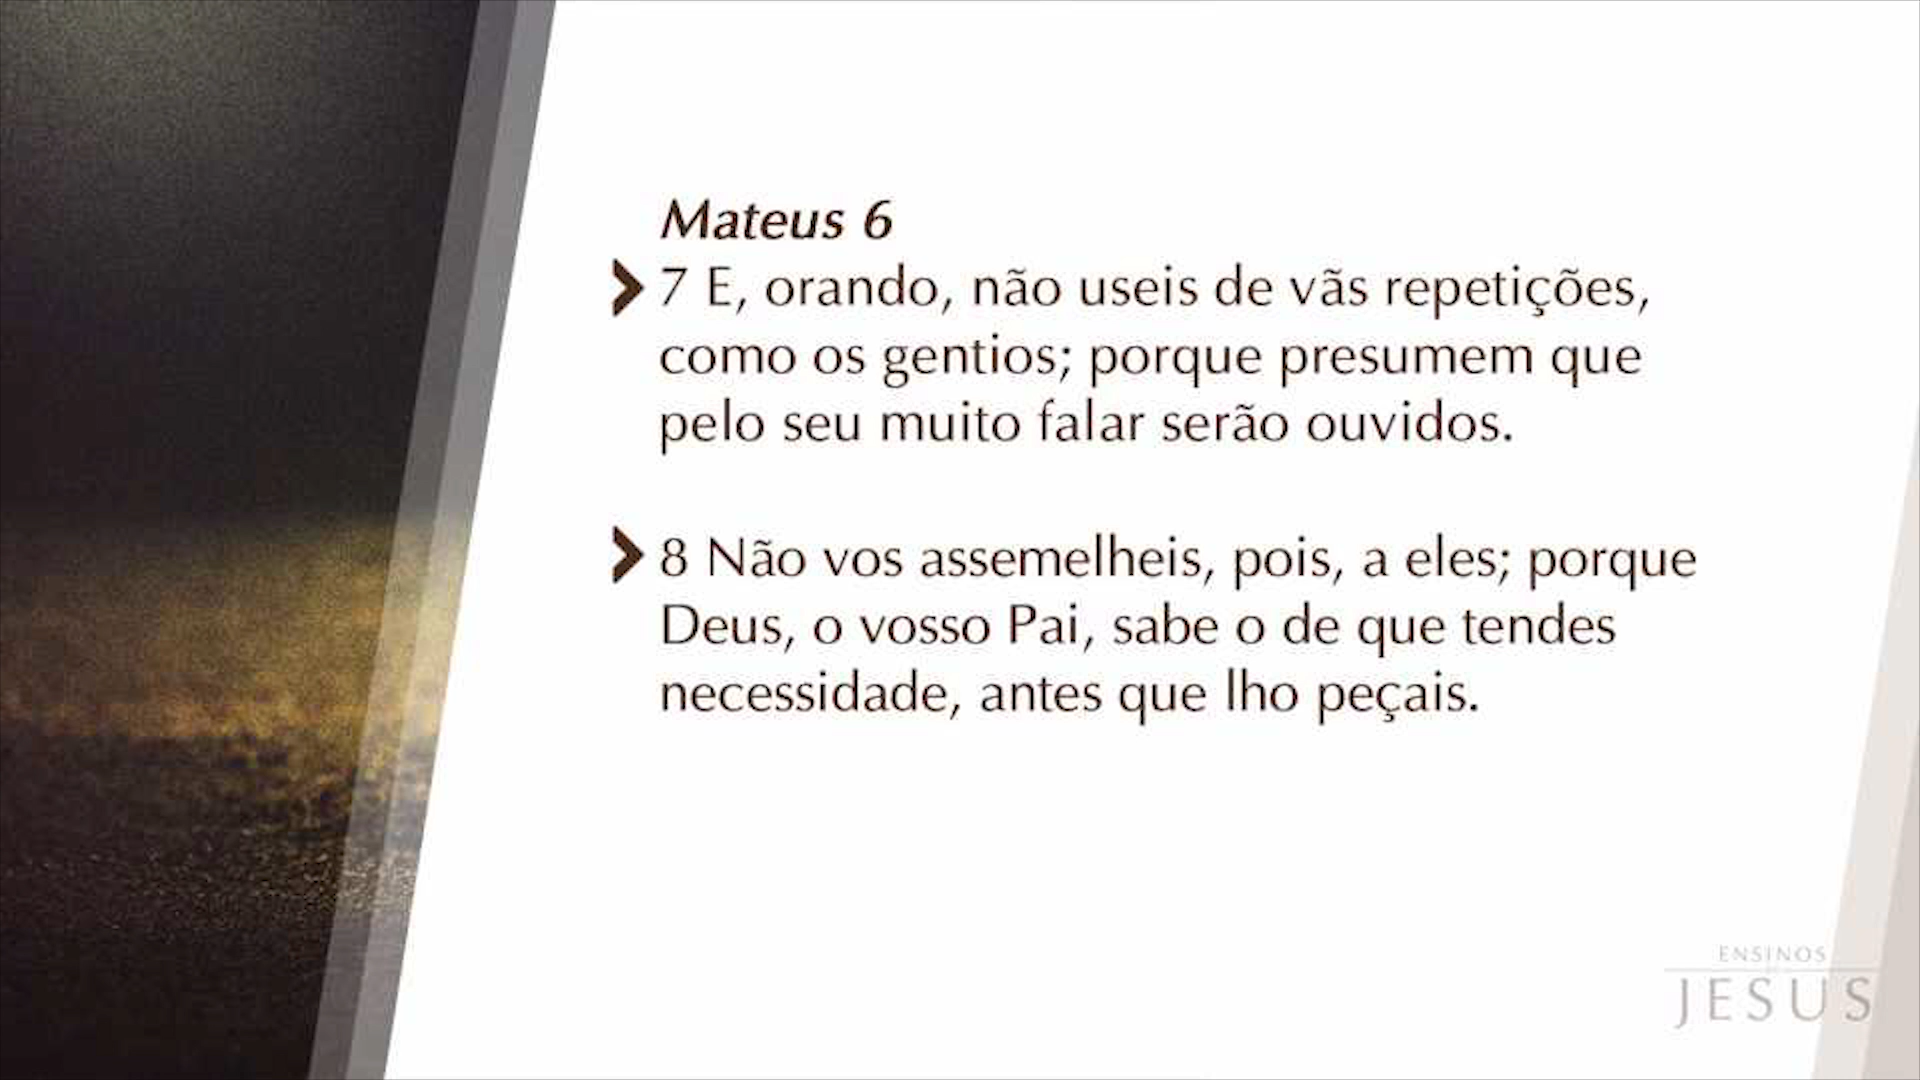 Mateus 6
7 E, orando, não useis de vãs repetições,
como os gentios; porque presumem que
pelo seu muito falar serão ouvidos.
8 Não vos assemelheis, pois, a eles; porque
Deus, o vosso Pai, sabe o de que tendes
necessidade, antes que lho peçais.
ENSINOS
JESUS